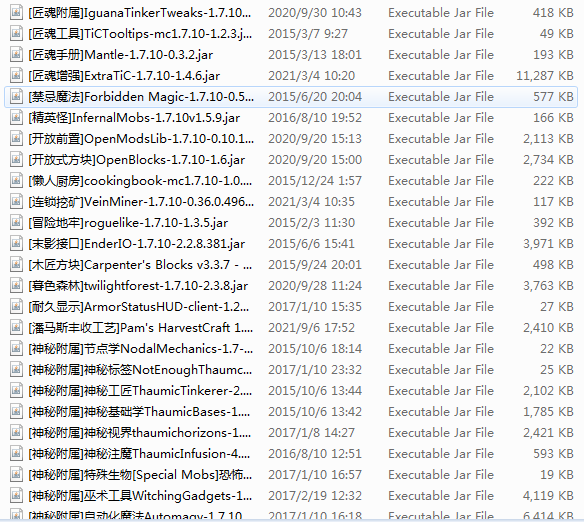 [匠魂附属]IguanaTinkerTweaks-1.7.10... 2020/9/30 10:43 Executable Jar File 418 KB
[匠魂工具]TiCTooltips-mc1.7.10-1.2.3.j... 2015/3/7 9:27 Executable Jar File 49 KB
[匠魂手册]Mantle-1.7.10-0.3.2.jar 2015/3/13 18:01 Executable Jar File 193 KB
[匠魂增强]ExtraTiC-1.7.10-1.4.6.jar 2021/3/4 10:20 Executable Jar File 11,287 KB
[禁忌魔法]Forbidden Magic-1.7.10-0.5... 2015/6/20 20:04 Executable Jar File 577 KB
[精英怪]InfernalMobs-1.7.10v1.5.9.jar 2016/8/10 19:52 Executable Jar File 166 KB
[开放前置]OpenModsLib-1.7.10-0.10.1... 2020/9/20 15:13 Executable Jar File 2,113 KB
[开放式方块]OpenBlocks-1.7.10-1.6.jar 2020/9/20 15:00 Executable Jar File 2,734 KB
[懒人厨房]cookingbook-mc1.7.10-1.0.... 2015/12/24 1:57 Executable Jar File 222 KB
[连锁挖矿]VeinMiner-1.7.10-0.36.0.496... 2021/3/4 10:35 Executable Jar File 117 KB
[冒险地牢]roguelike-1.7.10-1.3.5.jar 2015/2/3 11:30 Executable Jar File 392 KB
[末影接口]EnderIO-1.7.10-2.2.8.381.jar 2015/6/6 15:41 Executable Jar File 3,971 KB
[木匠方块]Carpenter's Blocks v3.3.7 - ... 2015/9/24 20:01 Executable Jar File 498 KB
[暮色森林]twilightforest-1.7.10-2.3.8.jar 2020/9/28 11:24 Executable Jar File 3,763 KB
[耐久显示]ArmorStatusHUD-client-1.2... 2017/1/10 15:35 Executable Jar File 27 KB
[潘马斯丰收工艺]Pam's HarvestCraft 1... 2021/9/6 17:52 Executable Jar File 2,410 KB
[神秘附属]节点学NodalMechanics-1.7-... 2015/10/6 18:14 Executable Jar File 22 KB
[神秘附属]神秘标签NotEnoughThaumc... 2017/1/10 23:32 Executable Jar File 25 KB
[神秘附属]神秘工匠ThaumicTinkerer-2.... 2015/10/6 13:44 Executable Jar File 2,102 KB
[神秘附属]神秘基础学ThaumicBases-1.... 2015/10/6 13:42 Executable Jar File 1,785 KB
[神秘附属]神秘视界thaumichorizons-1.... 2017/1/8 14:27 Executable Jar File 2,421 KB
[神秘附属]神秘注魔ThaumicInfusion-4.... 2016/8/10 12:51 Executable Jar File 593 KB
[神秘附属]特殊生物[Special Mobs]恐怖... 2017/1/10 16:57 Executable Jar File 19 KB
[神秘附属]巫术工具WitchingGadgets-1... 2017/2/19 12:32 Executable Jar File 4,119 KB
[神秘附属]自动化魔法Automagy-1.7.10... 2017/1/10 16:18 Executable Jar File 6,414 KB